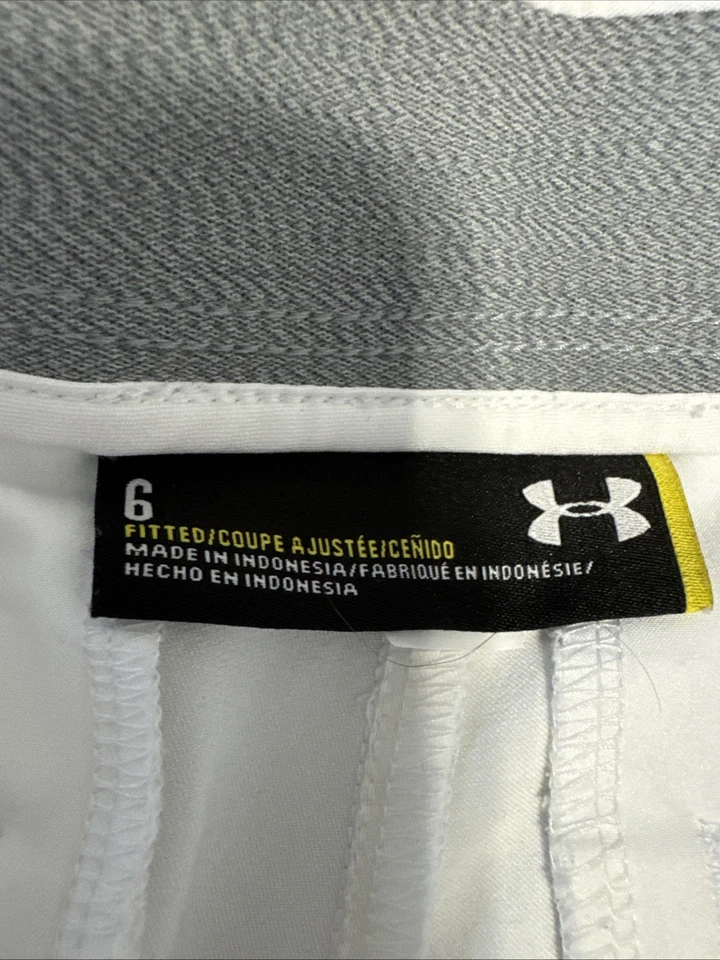 6
FITTED/COUPE AJUSTÉE/CEÑIDO
MADE IN INDONESIA/FABRIQUÉ EN INDONÉSIE/
HECHO EN INDONESIA